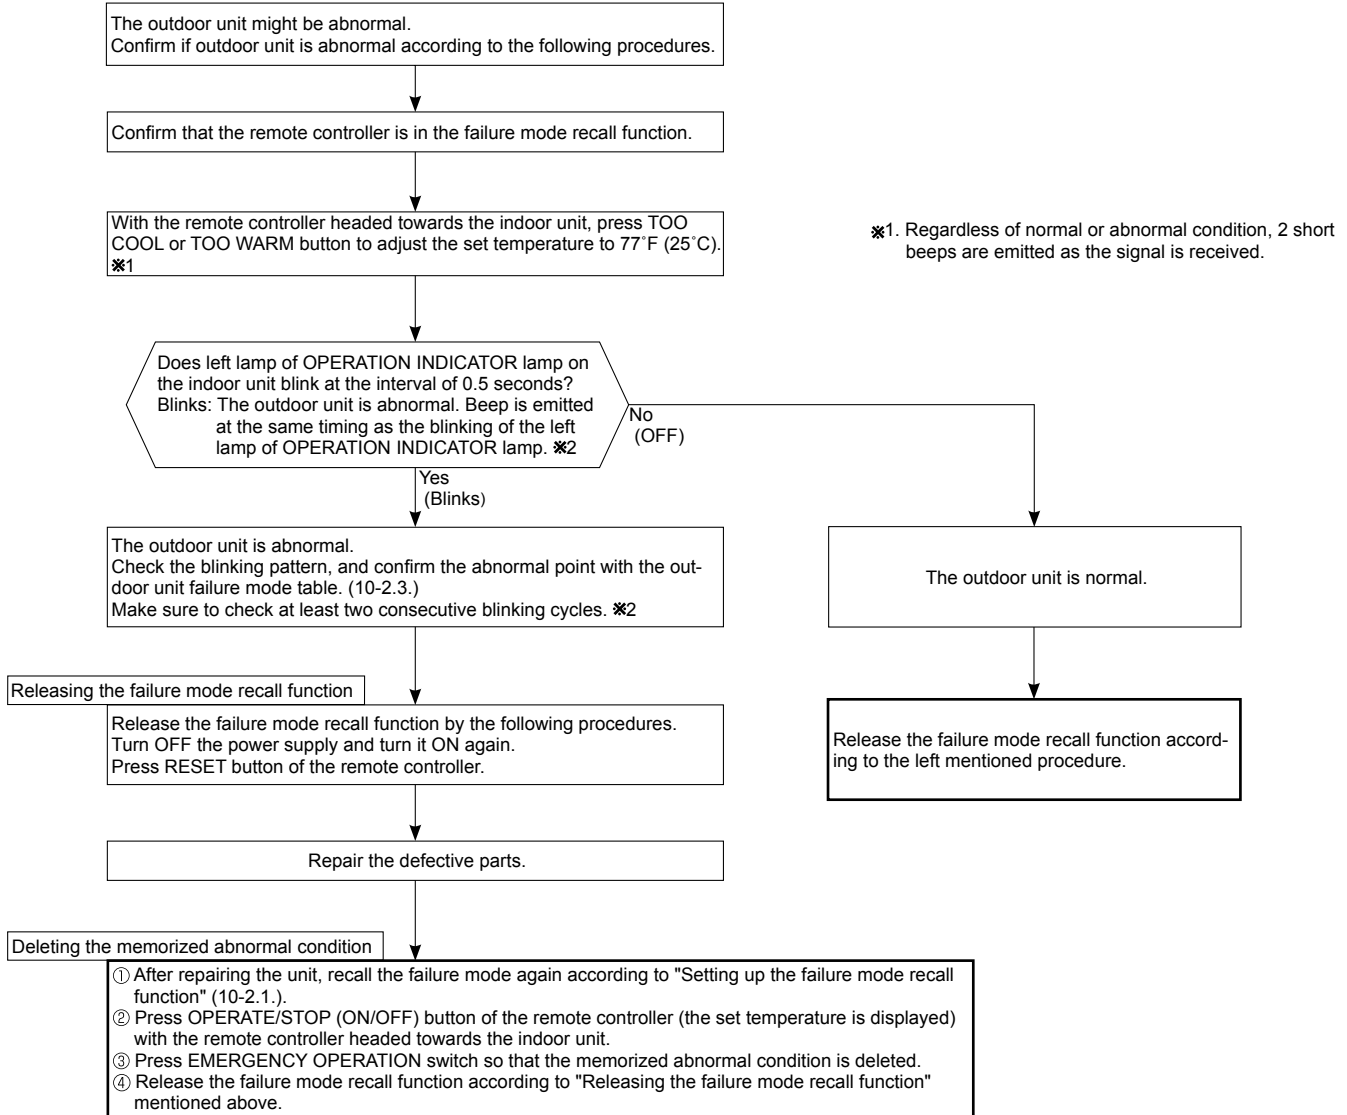 The outdoor unit might be abnormal.
Confirm if outdoor unit is abnormal according to the following procedures.
Confirm that the remote controller is in the failure mode recall function.
With the remote controller headed towards the indoor unit, press TOO
COOL or TOO WARM button to adjust the set temperature to 77˚F (25˚C).
※1
※1. Regardless of normal or abnormal condition, 2 short
beeps are emitted as the signal is received.
Does left lamp of OPERATION INDICATOR lamp on
the indoor unit blink at the interval of 0.5 seconds?
Blinks: The outdoor unit is abnormal. Beep is emitted
at the same timing as the blinking of the left
lamp of OPERATION INDICATOR lamp. ※2
No
(OFF)
Yes
(Blinks)
The outdoor unit is abnormal.
Check the blinking pattern, and confirm the abnormal point with the out-
door unit failure mode table. (10-2.3.)
Make sure to check at least two consecutive blinking cycles. ※2
The outdoor unit is normal.
Releasing the failure mode recall function
Release the failure mode recall function by the following procedures.
Turn OFF the power supply and turn it ON again.
Press RESET button of the remote controller.
Release the failure mode recall function accord-
ing to the left mentioned procedure.
Repair the defective parts.
Deleting the memorized abnormal condition
① After repairing the unit, recall the failure mode again according to "Setting up the failure mode recall
function" (10-2.1.).
② Press OPERATE/STOP (ON/OFF) button of the remote controller (the set temperature is displayed)
with the remote controller headed towards the indoor unit.
③ Press EMERGENCY OPERATION switch so that the memorized abnormal condition is deleted.
④ Release the failure mode recall function according to "Releasing the failure mode recall function"
mentioned above.